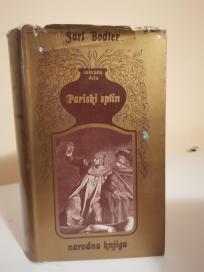 Šarl Bodler
sabrana
dela
Pariski splin
narodna knjiga